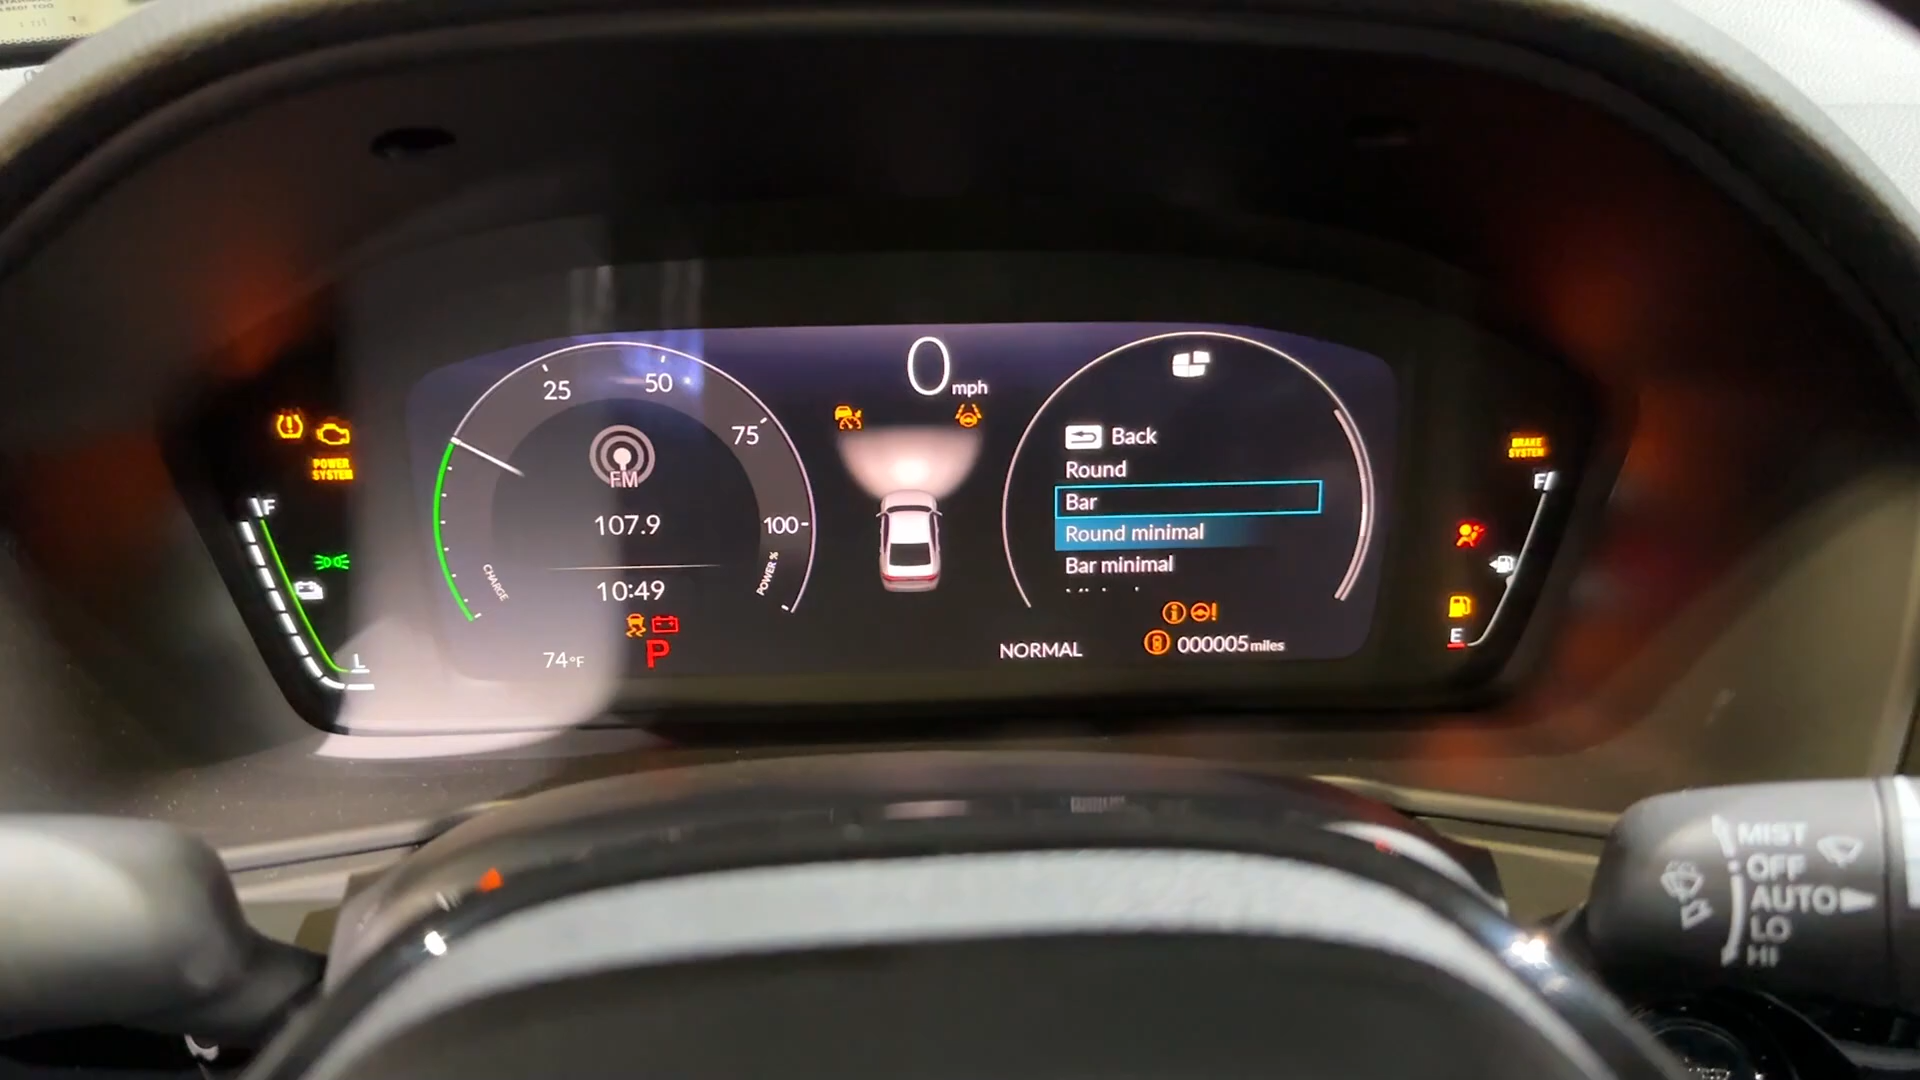 0 mph
25
50
75
100
CHARGE
POWER %
FM
107.9
10:49
74°F
P
POWER
SYSTEM
F
L
Back
Round
Bar
Round minimal
Bar minimal
NORMAL
000005 miles
BRAKE
SYSTEM
F
E
MIST
OFF
AUTO
LO
HI